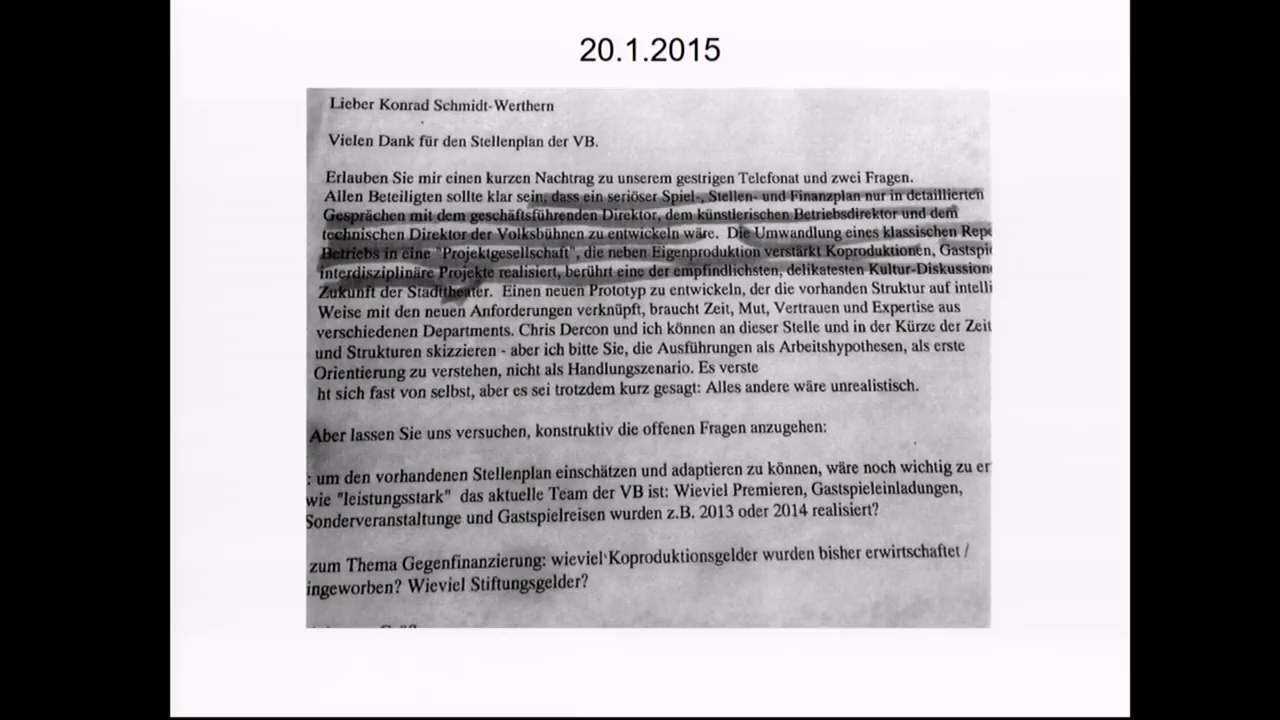 20.1.2015
Lieber Konrad Schmidt-Werthern
Vielen Dank für den Stellenplan der VB.
Erlauben Sie mir einen kurzen Nachtrag zu unserem gestrigen Telefonat und zwei Fragen.
Allen Beteiligten sollte klar sein, dass ein seriöser Spiel-, Stellen- und Finanzplan nur in detaillierten
Gesprächen mit dem geschäftsführenden Direktor, dem künstlerischen Betriebsdirektor und dem
technischen Direktor der Volksbühnen zu entwickeln wäre. Die Umwandlung eines klassischen Repe
Betriebs in eine "Projektgesellschaft", die neben Eigenproduktion verstärkt Koproduktionen, Gastspi
interdisziplinäre Projekte realisiert, berührt eine der empfindlichsten, delikatesten Kultur-Diskussion
Zukunft der Stadttheater. Einen neuen Prototyp zu entwickeln, der die vorhanden Struktur auf intelli
Weise mit den neuen Anforderungen verknüpft, braucht Zeit, Mut, Vertrauen und Expertise aus
verschiedenen Departments. Chris Dercon und ich können an dieser Stelle und in der Kürze der Zeit
und Strukturen skizzieren - aber ich bitte Sie, die Ausführungen als Arbeitshypothesen, als erste
Orientierung zu verstehen, nicht als Handlungszenario. Es verste
ht sich fast von selbst, aber es sei trotzdem kurz gesagt: Alles andere wäre unrealistisch.
Aber lassen Sie uns versuchen, konstruktiv die offenen Fragen anzugehen:
: um den vorhandenen Stellenplan einschätzen und adaptieren zu können, wäre noch wichtig zu er
wie "leistungsstark" das aktuelle Team der VB ist: Wieviel Premieren, Gastspieleinladungen,
Sonderveranstaltunge und Gastspielreisen wurden z.B. 2013 oder 2014 realisiert?
zum Thema Gegenfinanzierung: wieviel Koproduktionsgelder wurden bisher erwirtschaftet /
ingeworben? Wieviel Stiftungsgelder?